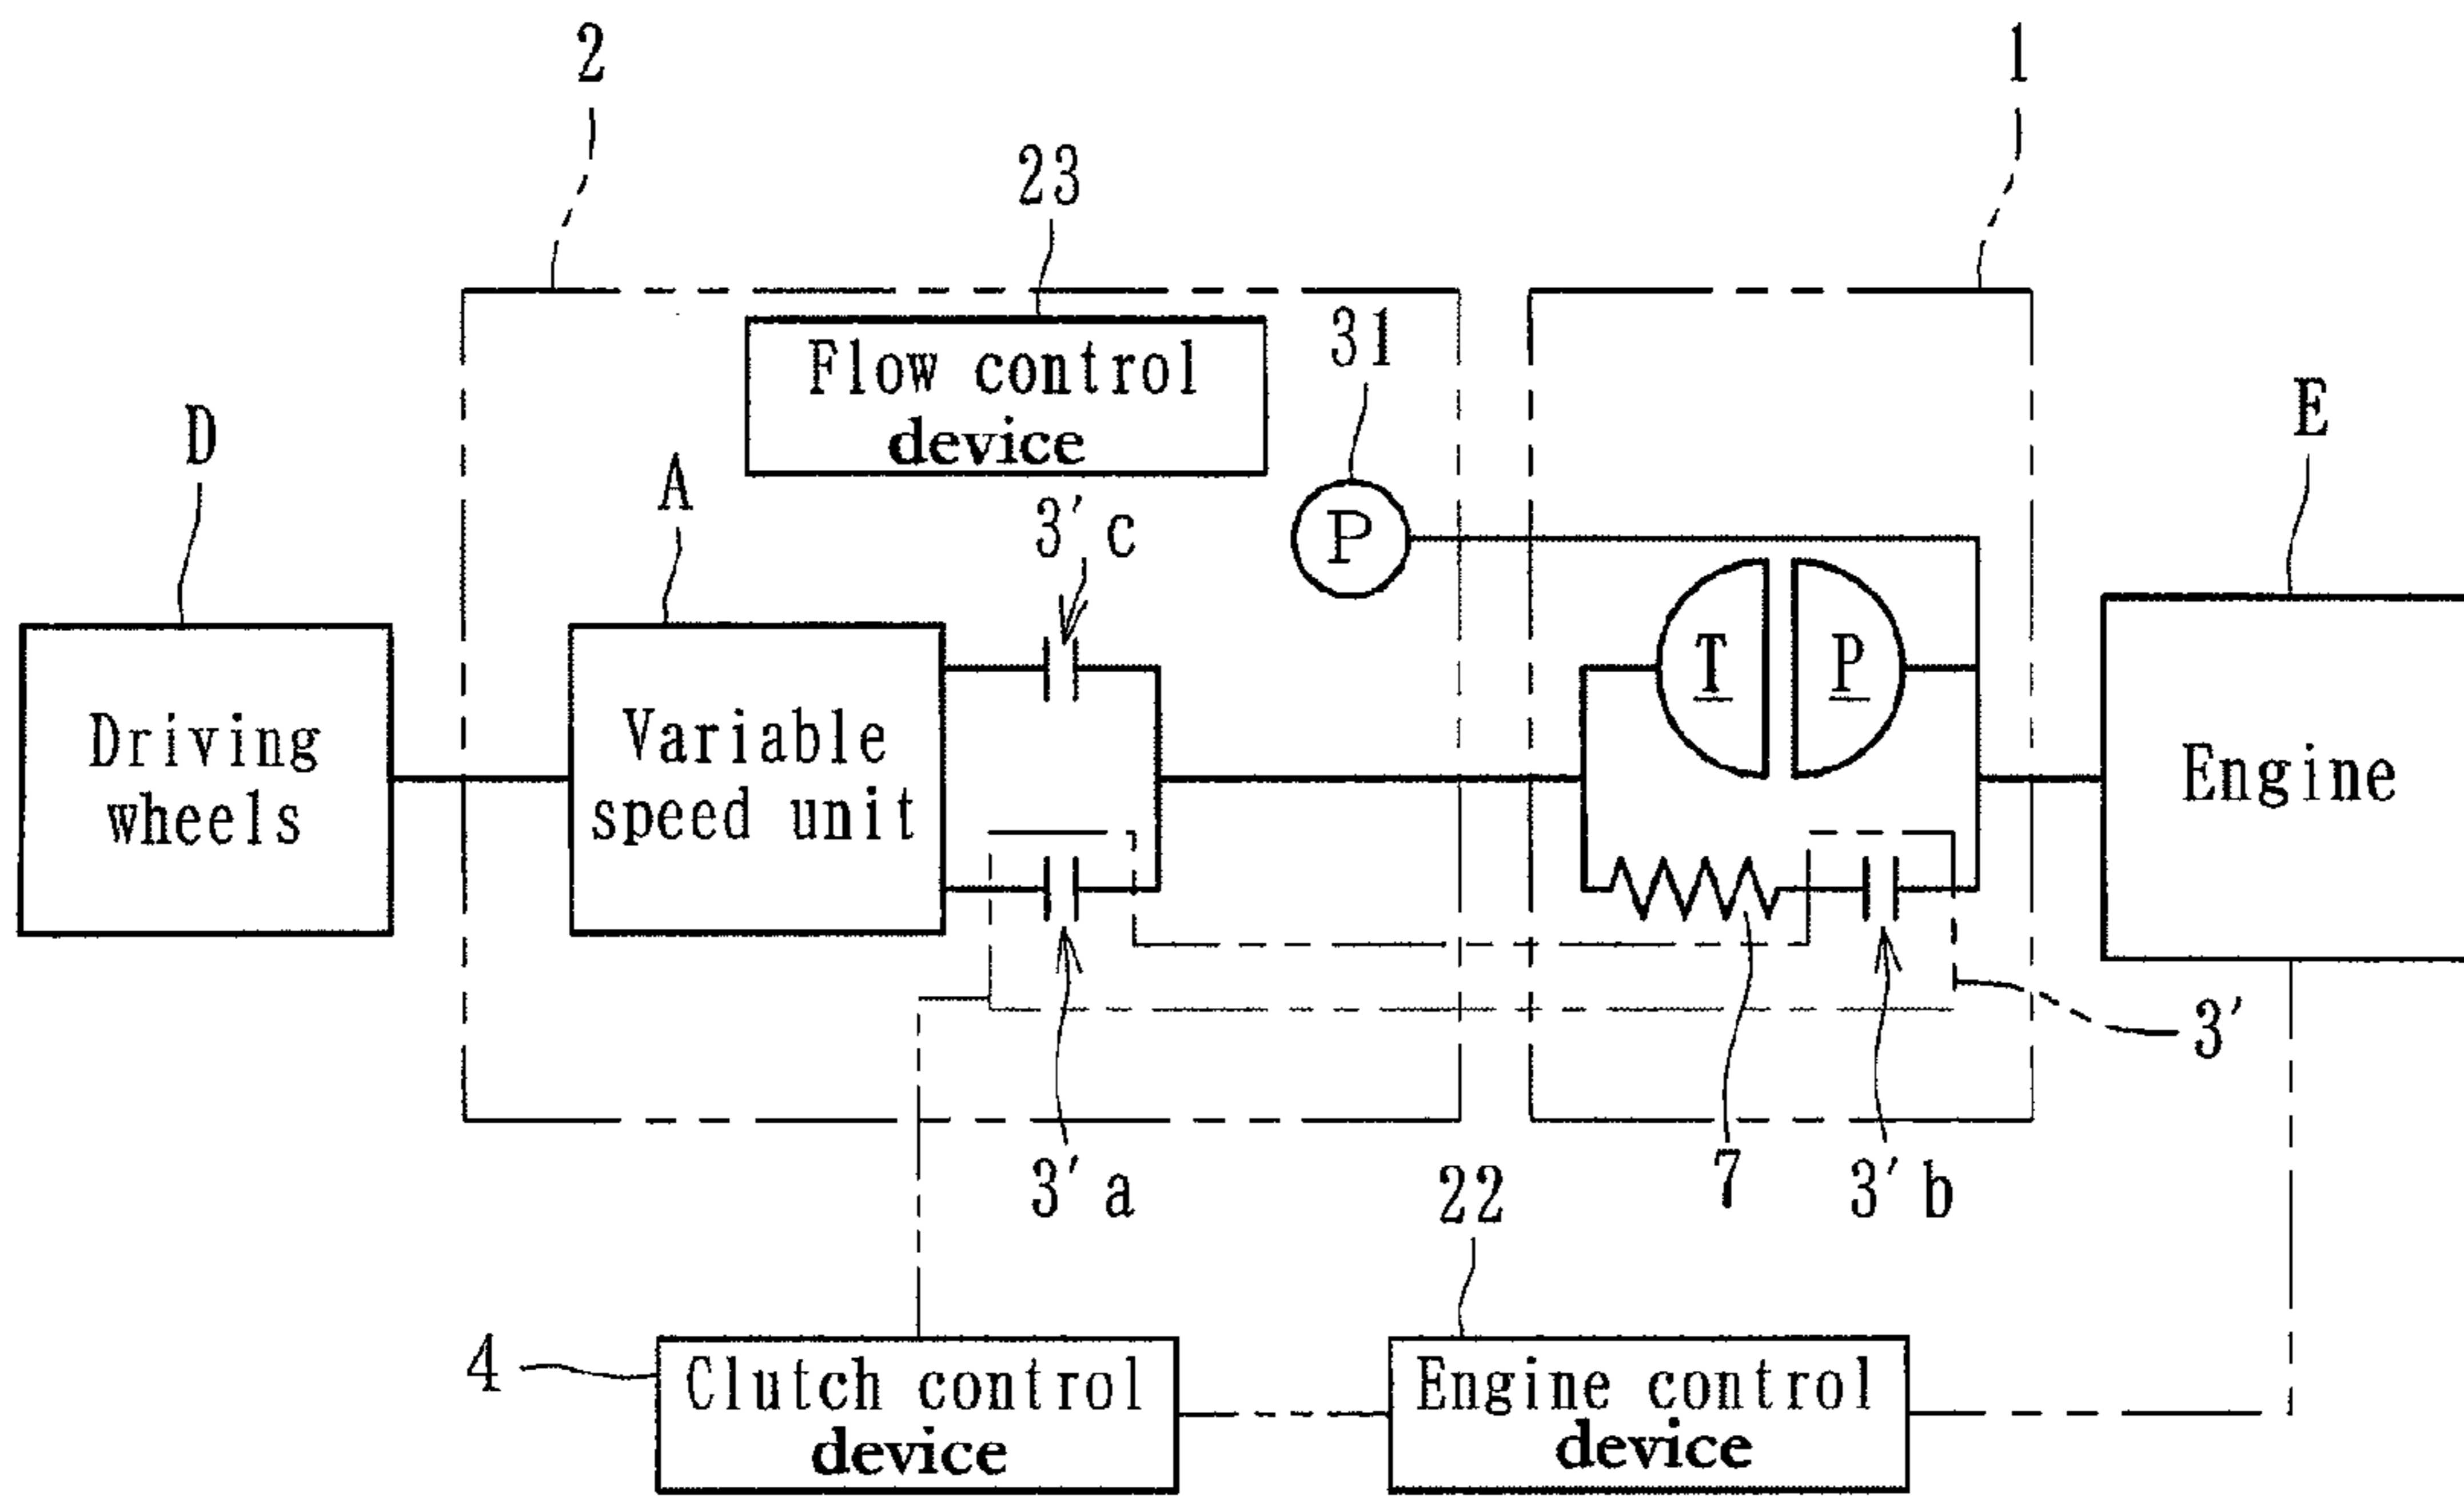 2
1
23
31
Flow control
device
D
E
A
3'c
P
T
P
Driving
wheels
Variable
speed unit
Engine
3'
3'a
7
3'b
22
4
Clutch control
device
Engine control
device